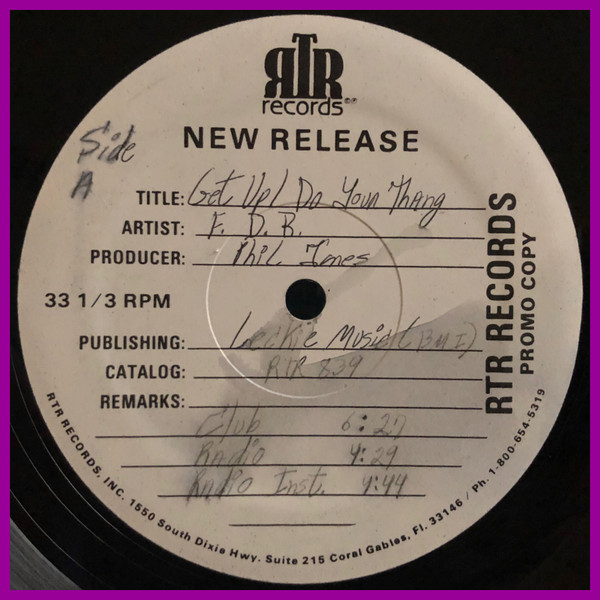 RTR
records
NEW RELEASE
Side
A
TITLE: Get Up! Do Your Thang
ARTIST: F. D. R.
PRODUCER: Phil Jones
33 1/3 RPM
PUBLISHING: Leckie Music (BMI)
CATALOG: RTR 839
REMARKS:
Club 6:27
Radio 4:29
Radio Inst. 4:44
RTR RECORDS
PROMO COPY
RTR RECORDS, INC. 1550 South Dixie Hwy. Suite 215 Coral Gables, Fl. 33146 / Ph. 1-800-654-5319